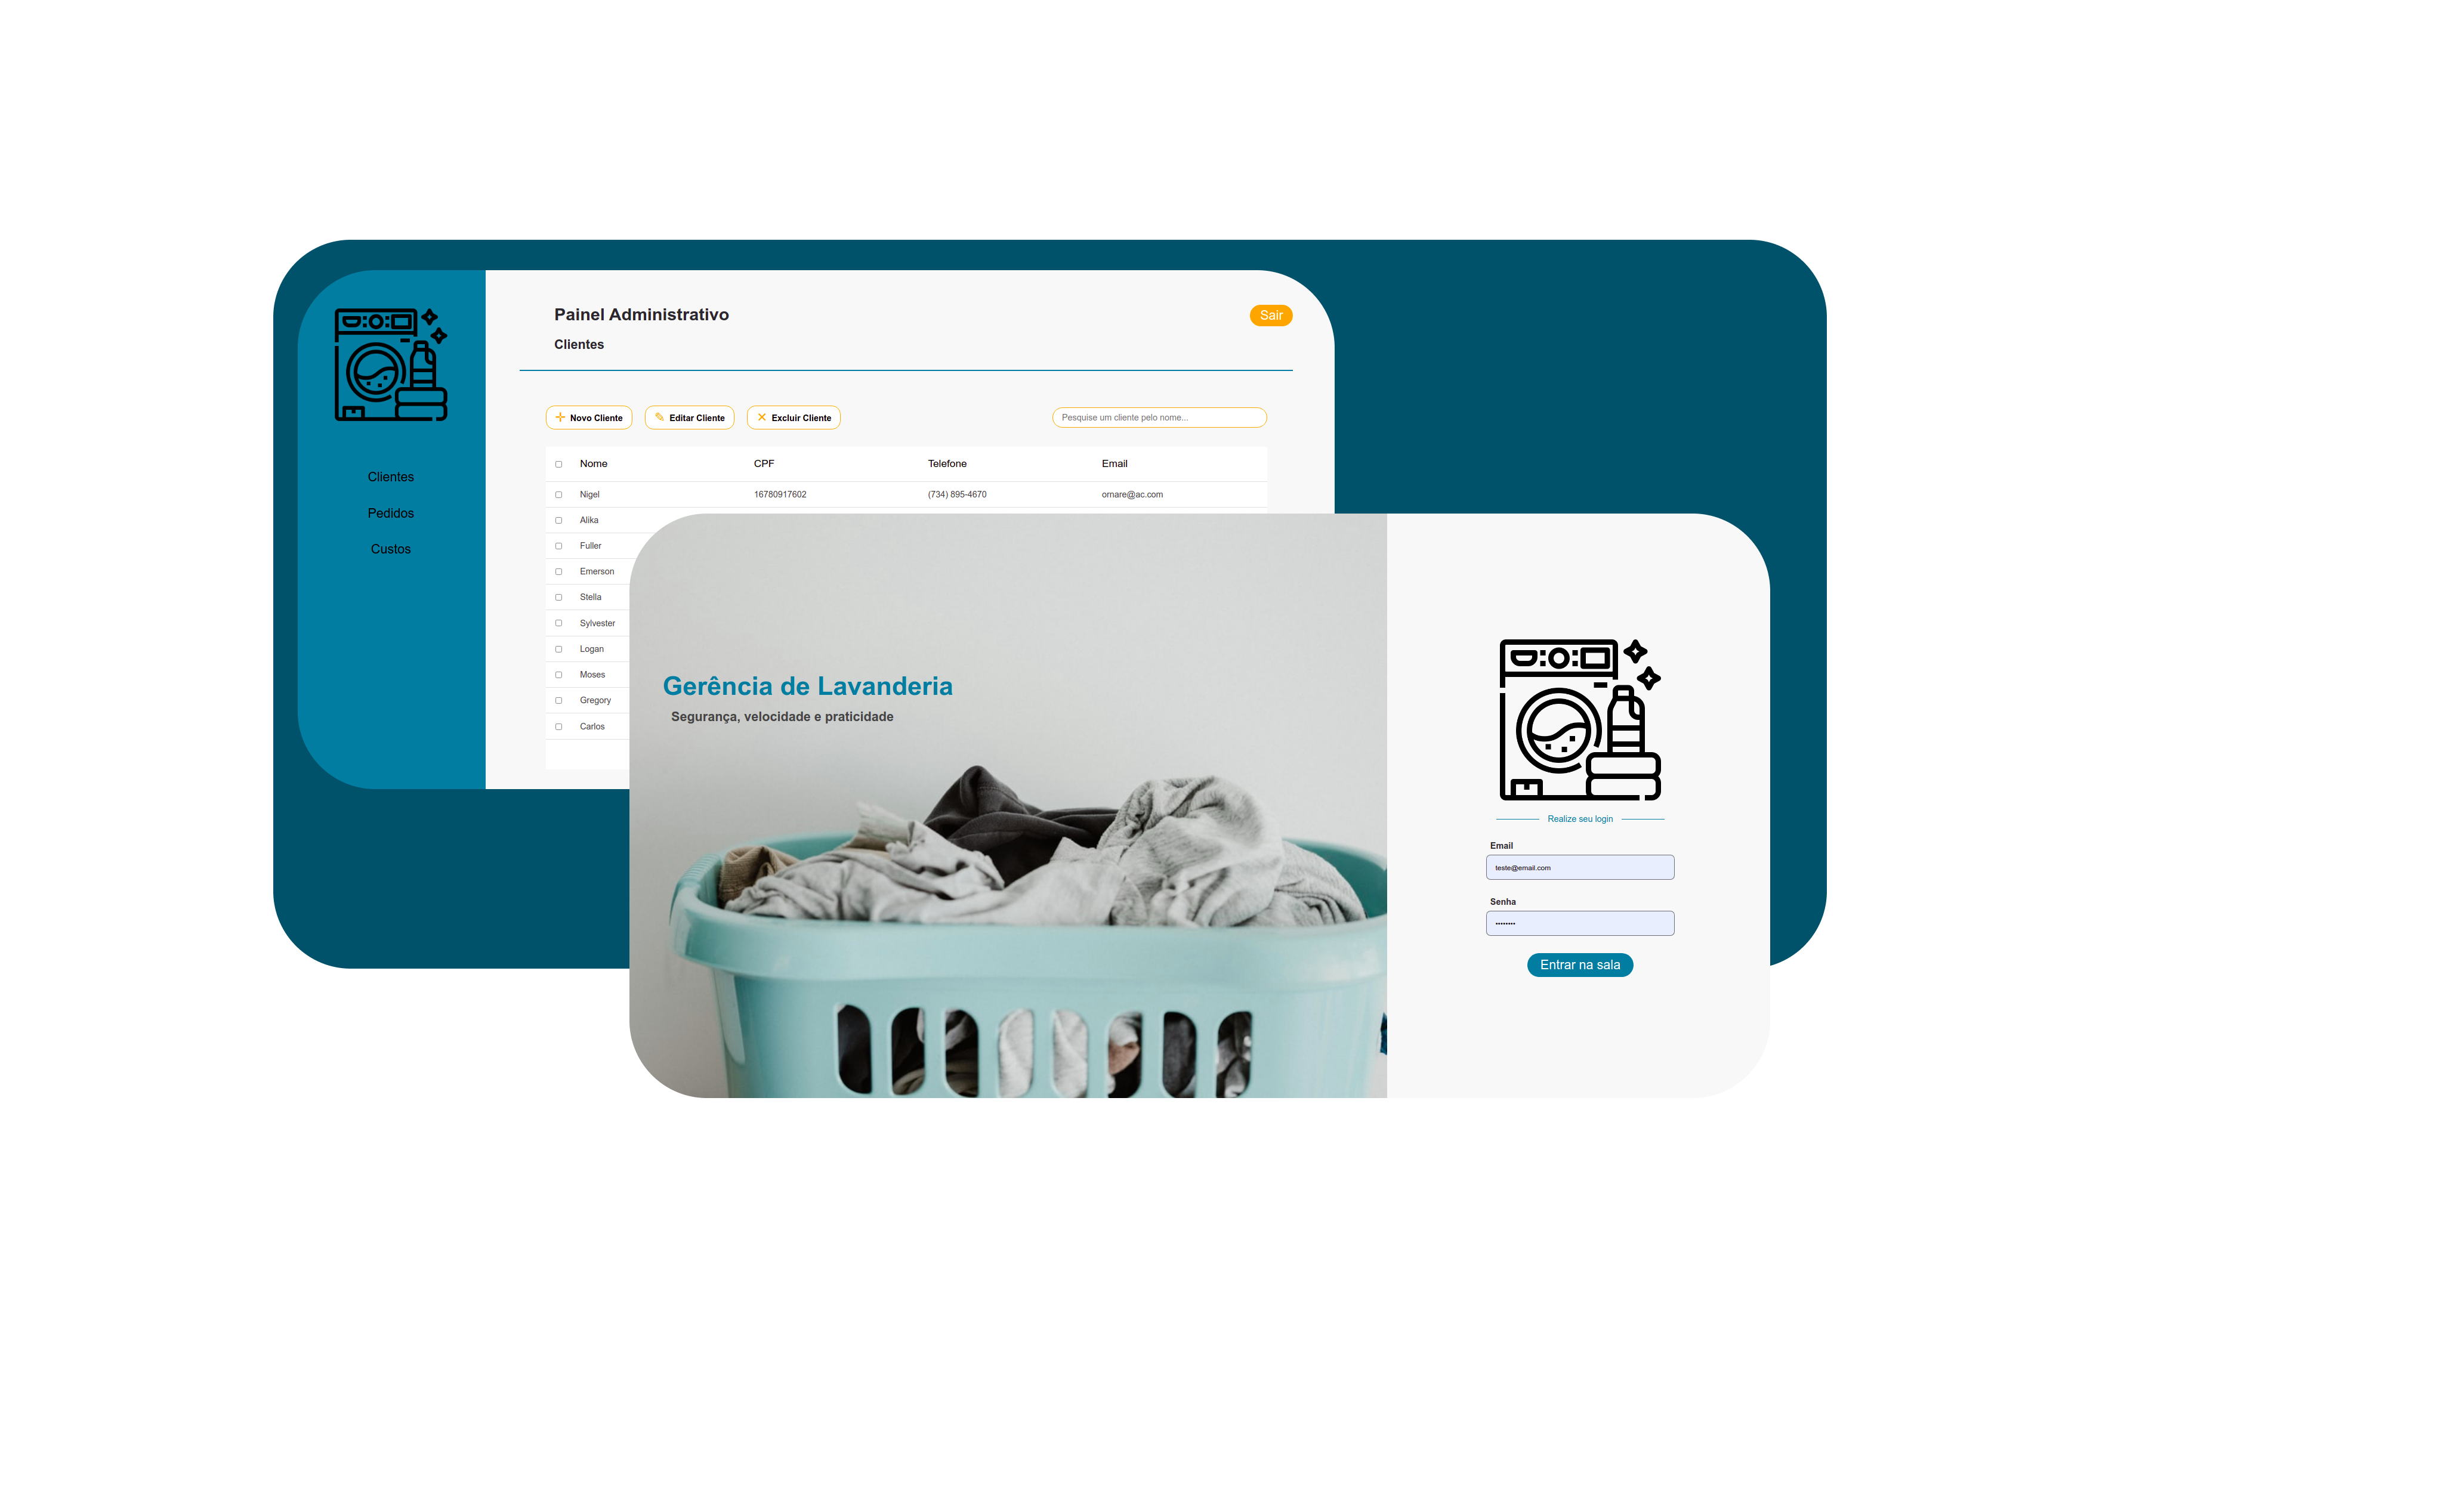 Painel Administrativo
Sair
Clientes
Novo Cliente
Editar Cliente
Excluir Cliente
Pesquise um cliente pelo nome...
Clientes
Pedidos
Custos
Nome CPF Telefone Email
Nigel 16780917602 (734) 895-4670 ornare@ac.com
Alika
Fuller
Emerson
Stella
Sylvester
Logan
Moses
Gregory
Carlos
Gerência de Lavanderia
Segurança, velocidade e praticidade
Realize seu login
Email
teste@email.com
Senha
••••••••
Entrar na sala